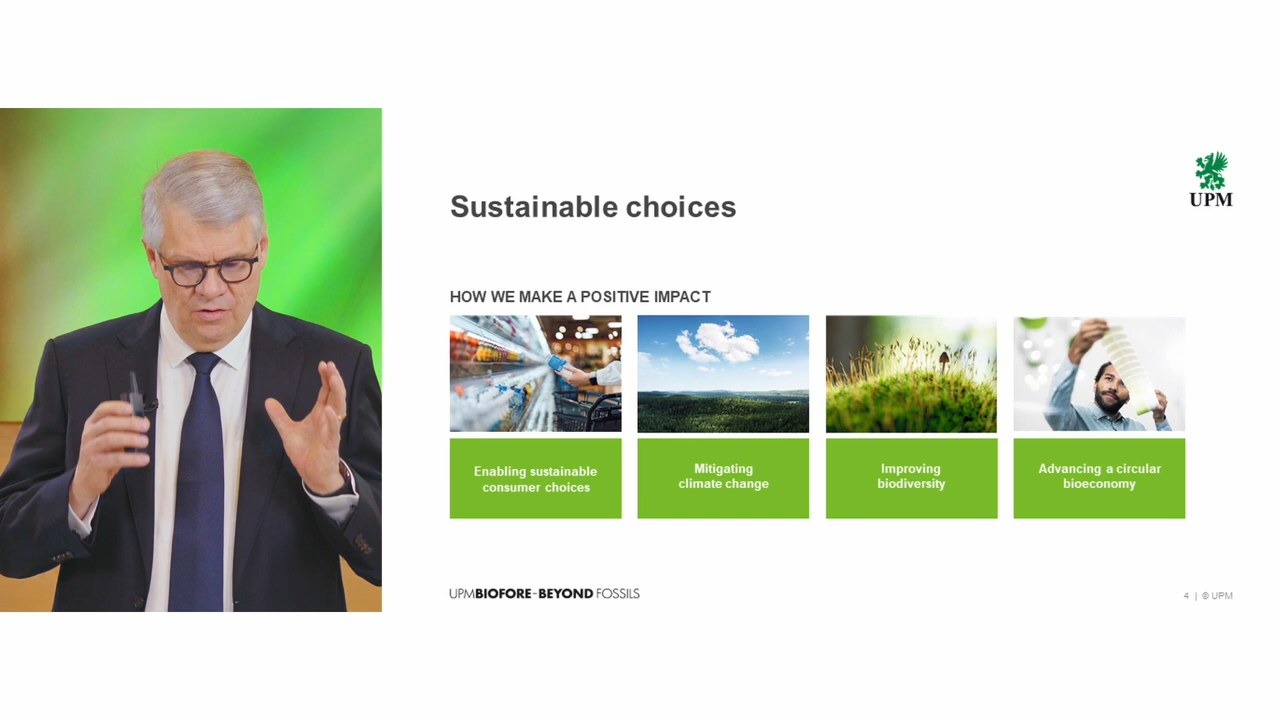 UPM
Sustainable choices
HOW WE MAKE A POSITIVE IMPACT
Enabling sustainable
consumer choices
Mitigating
climate change
Improving
biodiversity
Advancing a circular
bioeconomy
UPMBIOFORE–BEYOND FOSSILS
4 | © UPM